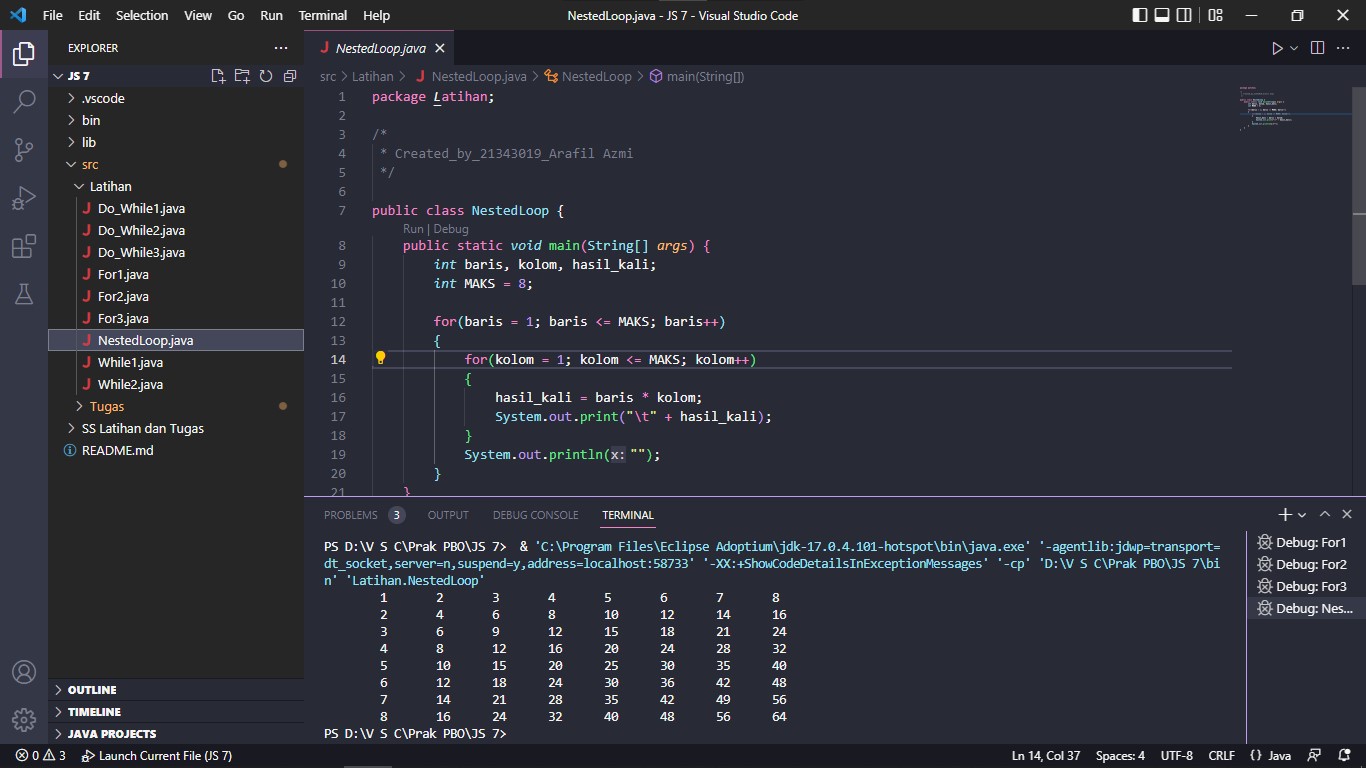 File Edit Selection View Go Run Terminal Help NestedLoop.java - JS 7 - Visual Studio Code
EXPLORER
JS 7
.vscode
bin
lib
src
Latihan
Do_While1.java
Do_While2.java
Do_While3.java
For1.java
For2.java
For3.java
NestedLoop.java
While1.java
While2.java
Tugas
SS Latihan dan Tugas
README.md
OUTLINE
TIMELINE
JAVA PROJECTS
NestedLoop.java
src > Latihan > NestedLoop.java > NestedLoop > main(String[])
1 package Latihan;
2
3 /*
4 * Created_by_21343019_Arafil Azmi
5 */
6
7 public class NestedLoop {
Run | Debug
8 public static void main(String[] args) {
9 int baris, kolom, hasil_kali;
10 int MAKS = 8;
11
12 for(baris = 1; baris <= MAKS; baris++)
13 {
14 for(kolom = 1; kolom <= MAKS; kolom++)
15 {
16 hasil_kali = baris * kolom;
17 System.out.print("\t" + hasil_kali);
18 }
19 System.out.println(x: "");
20 }
21 }
PROBLEMS 3 OUTPUT DEBUG CONSOLE TERMINAL
PS D:\V S C\Prak PBO\JS 7> & 'C:\Program Files\Eclipse Adoptium\jdk-17.0.4.101-hotspot\bin\java.exe' '-agentlib:jdwp=transport=
dt_socket,server=n,suspend=y,address=localhost:58733' '-XX:+ShowCodeDetailsInExceptionMessages' '-cp' 'D:\V S C\Prak PBO\JS 7\bi
n' 'Latihan.NestedLoop'
1 2 3 4 5 6 7 8
2 4 6 8 10 12 14 16
3 6 9 12 15 18 21 24
4 8 12 16 20 24 28 32
5 10 15 20 25 30 35 40
6 12 18 24 30 36 42 48
7 14 21 28 35 42 49 56
8 16 24 32 40 48 56 64
PS D:\V S C\Prak PBO\JS 7>
Debug: For1
Debug: For2
Debug: For3
Debug: Nes...
0 3 Launch Current File (JS 7) Ln 14, Col 37 Spaces: 4 UTF-8 CRLF {} Java